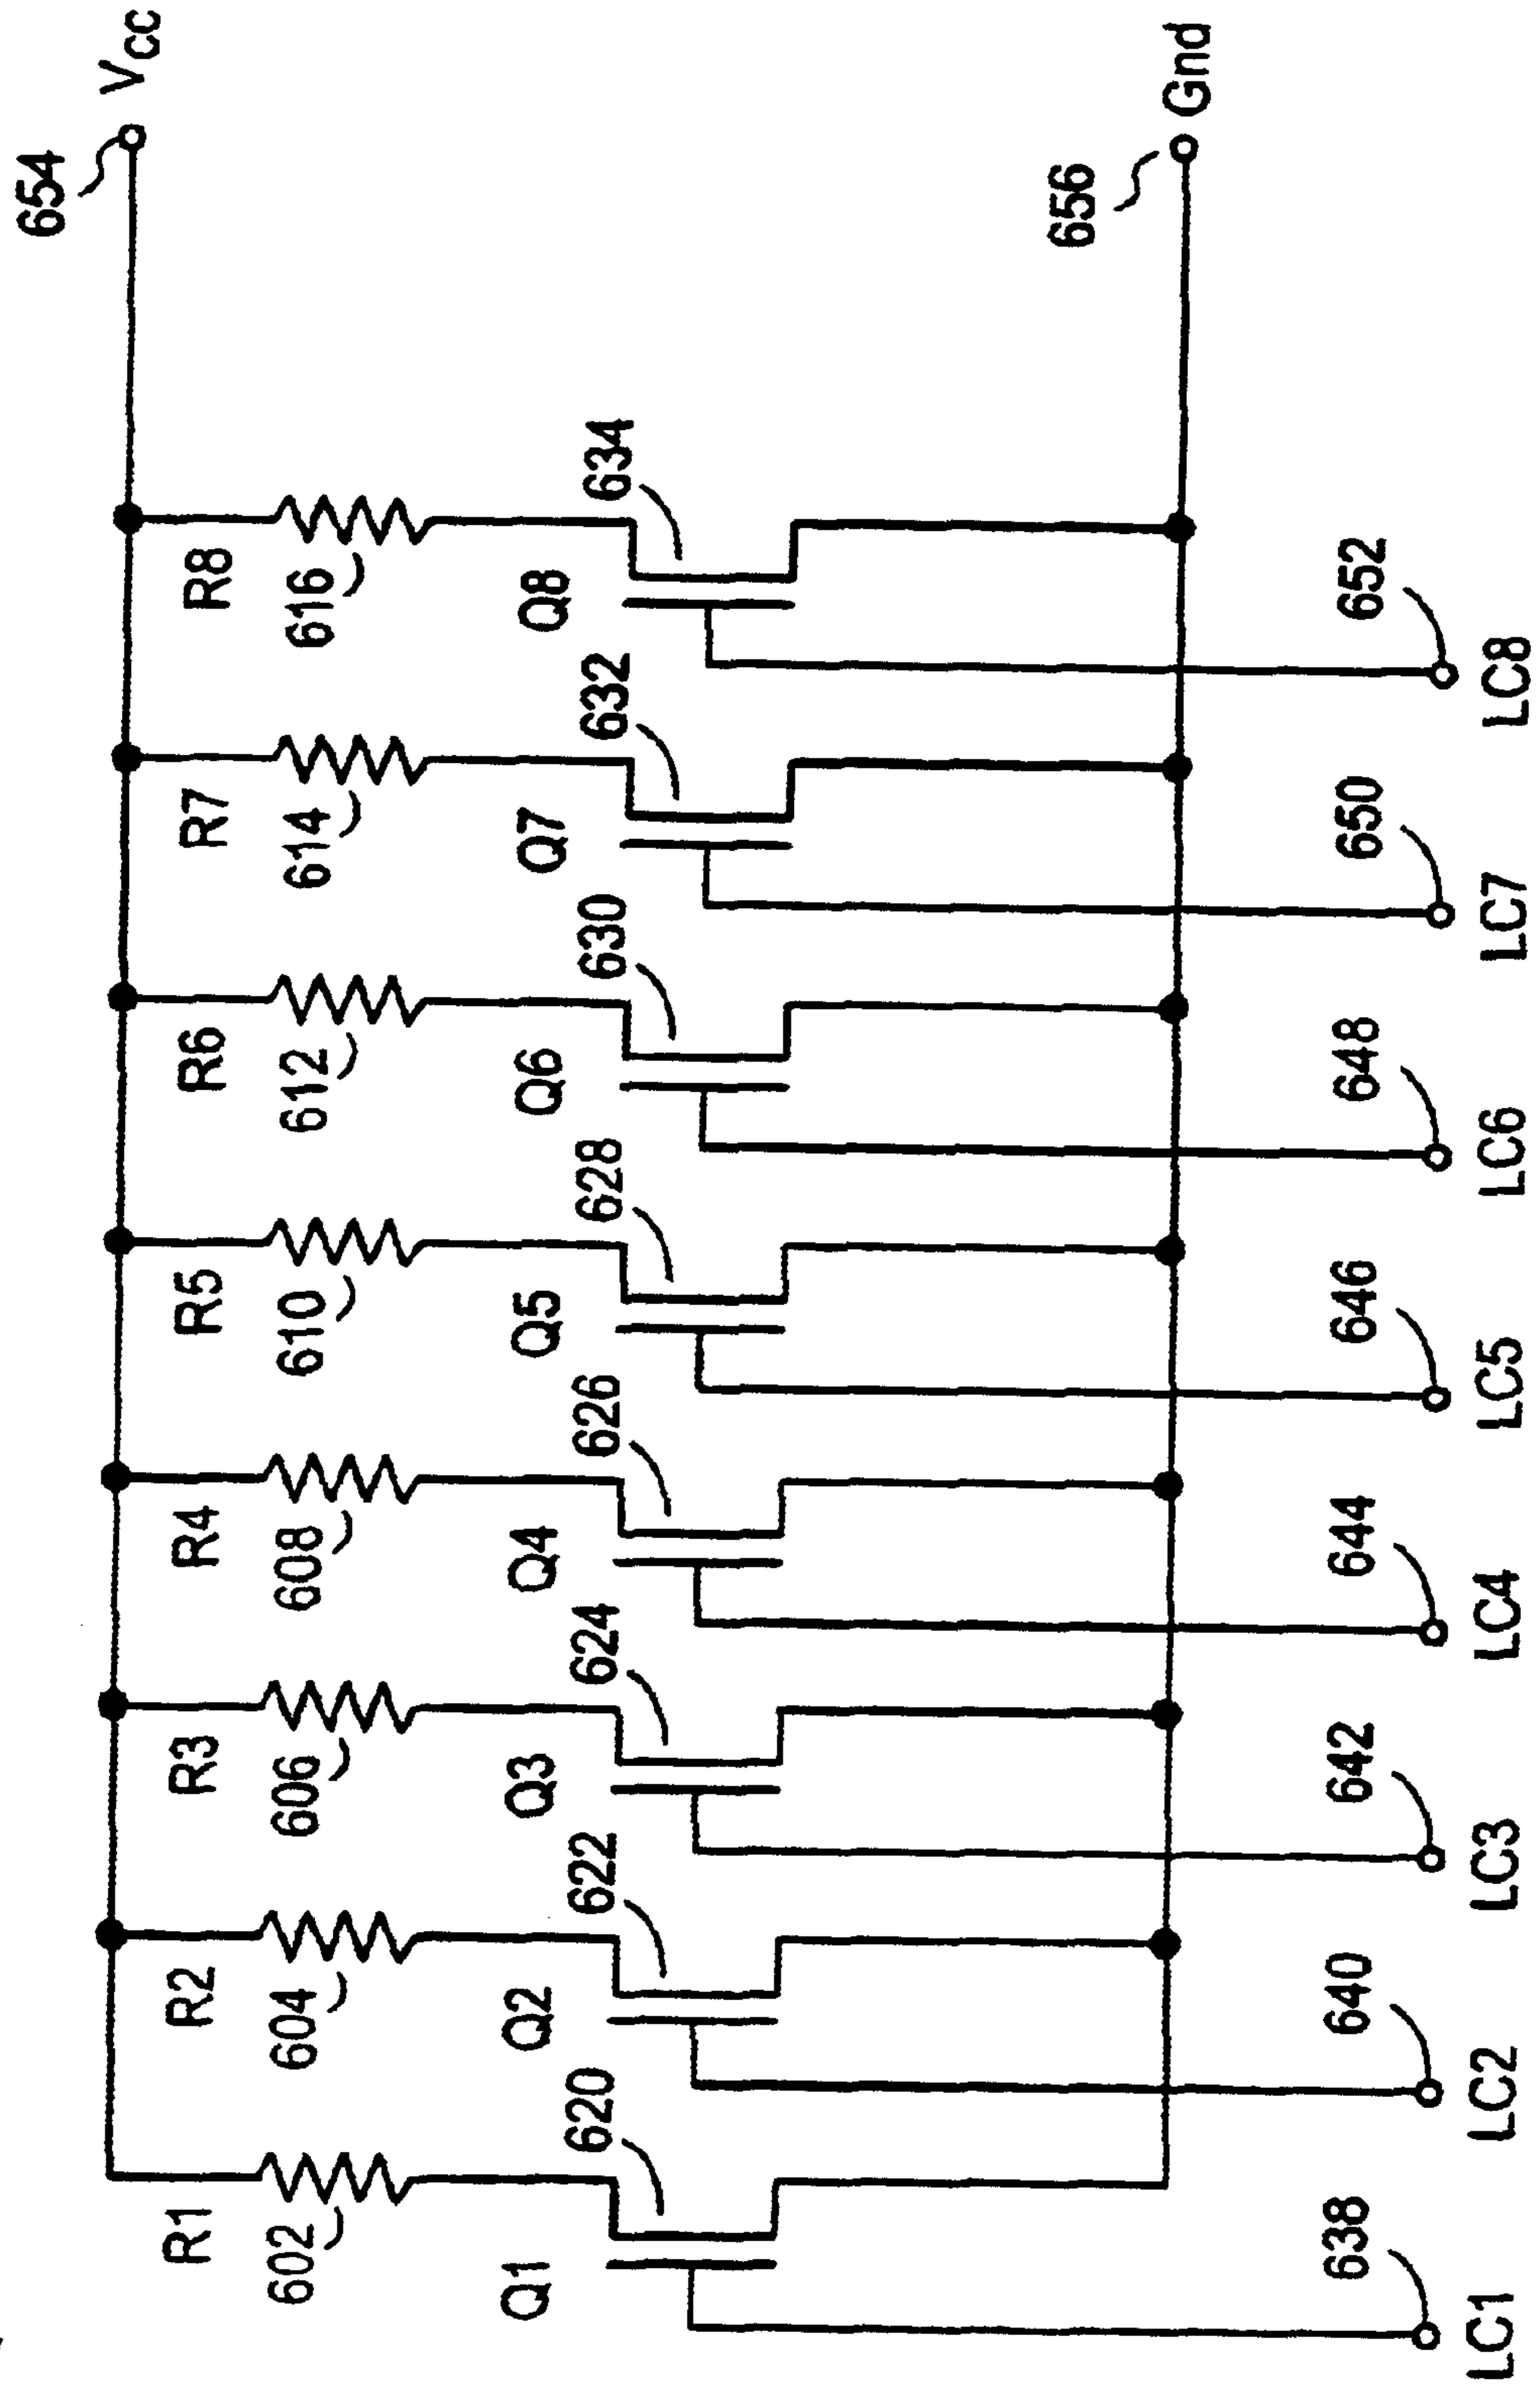 654 Vcc
R1 R2 R3 R4 R5 R6 R7 R8
602 604 606 608 610 612 614 616
Q1 Q2 Q3 Q4 Q5 Q6 Q7 Q8
620 622 624 626 628 630 632 634
656 Gnd
638 640 642 644 646 648 650 652
LC1 LC2 LC3 LC4 LC5 LC6 LC7 LC8